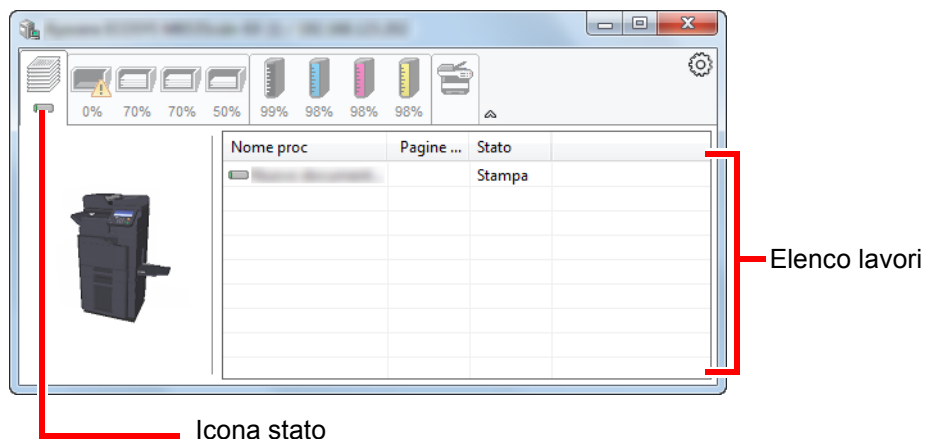 0% 70% 70% 50% 99% 98% 98% 98%
Nome proc Pagine ... Stato
Stampa
Elenco lavori
Icona stato